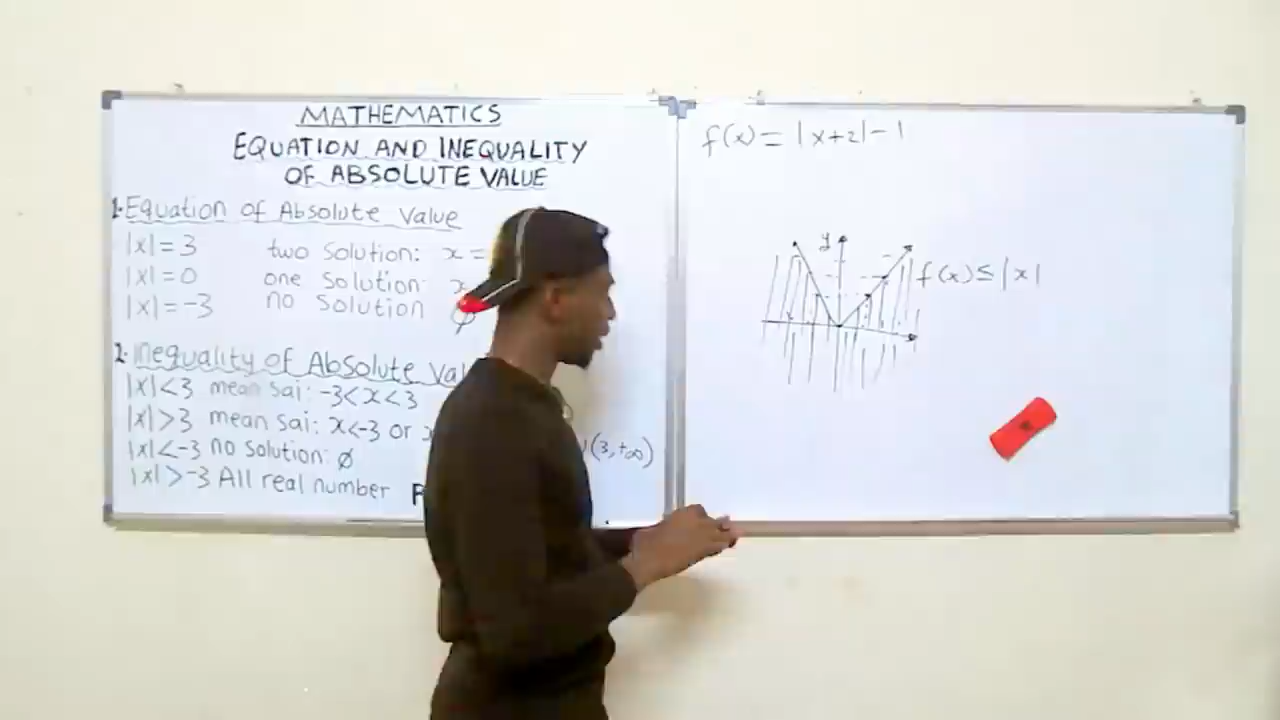 MATHEMATICS
EQUATION AND INEQUALITY
OF ABSOLUTE VALUE
1. Equation of Absolute Value
|x| = 3 two solution: x =
|x| = 0 one solution:
|x| = -3 no solution ∅
2. Inequality of Absolute Va
|x| < 3 mean sai: -3 < x < 3
|x| > 3 mean sai: x < -3 or
(3, +∞)
|x| < -3 no solution: ∅
|x| > -3 All real number
f(x) = |x+2| - 1
y
f(x) ≤ |x|